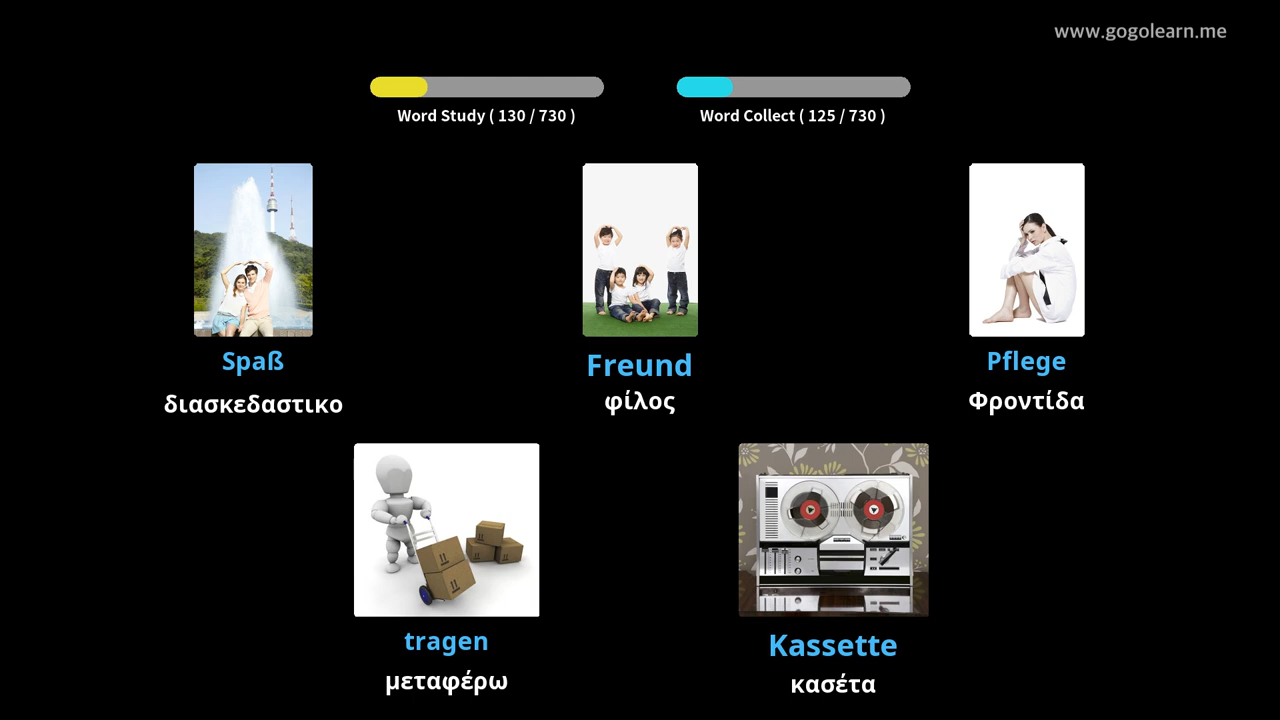 www.gogolearn.me
Word Study ( 130 / 730 )
Word Collect ( 125 / 730 )
Spaß
Freund
Pflege
διασκεδαστικο
φίλος
Φροντίδα
tragen
Kassette
μεταφέρω
κασέτα